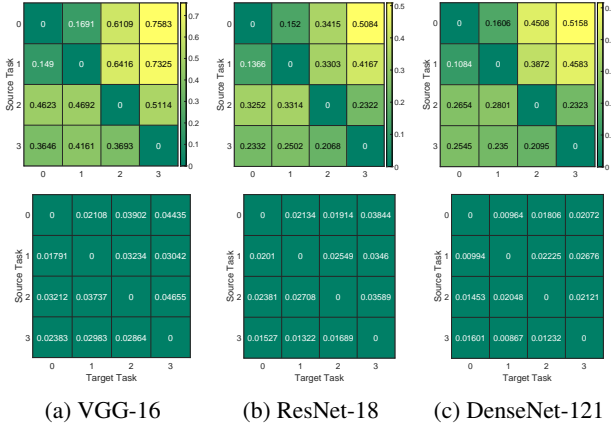 0 0 0.1691 0.6109 0.7583
1 0.149 0 0.6416 0.7325
2 0.4623 0.4692 0 0.5114
3 0.3646 0.4161 0.3693 0
0 1 2 3
Source Task
0.7
0.6
0.5
0.4
0.3
0.2
0.1
0
0 0 0.152 0.3415 0.5084
1 0.1366 0 0.3303 0.4167
2 0.3252 0.3314 0 0.2322
3 0.2332 0.2502 0.2068 0
0 1 2 3
Source Task
0.5
0.4
0.3
0.2
0.1
0
0 0 0.1606 0.4508 0.5158
1 0.1084 0 0.3872 0.4583
2 0.2654 0.2801 0 0.2323
3 0.2545 0.235 0.2095 0
0 1 2 3
Source Task
0.5
0.4
0.3
0.2
0.1
0
0 0 0.02108 0.03902 0.04435
1 0.01791 0 0.03234 0.03042
2 0.03212 0.03737 0 0.04655
3 0.02383 0.02983 0.02864 0
0 1 2 3
Source Task
Target Task
0 0 0.02134 0.01914 0.03844
1 0.0201 0 0.02549 0.0346
2 0.02381 0.02708 0 0.03589
3 0.01527 0.01322 0.01689 0
0 1 2 3
Source Task
Target Task
0 0 0.00964 0.01806 0.02072
1 0.00994 0 0.02225 0.02676
2 0.01453 0.02048 0 0.02121
3 0.01601 0.00867 0.01232 0
0 1 2 3
Source Task
Target Task
(a) VGG-16
(b) ResNet-18
(c) DenseNet-121